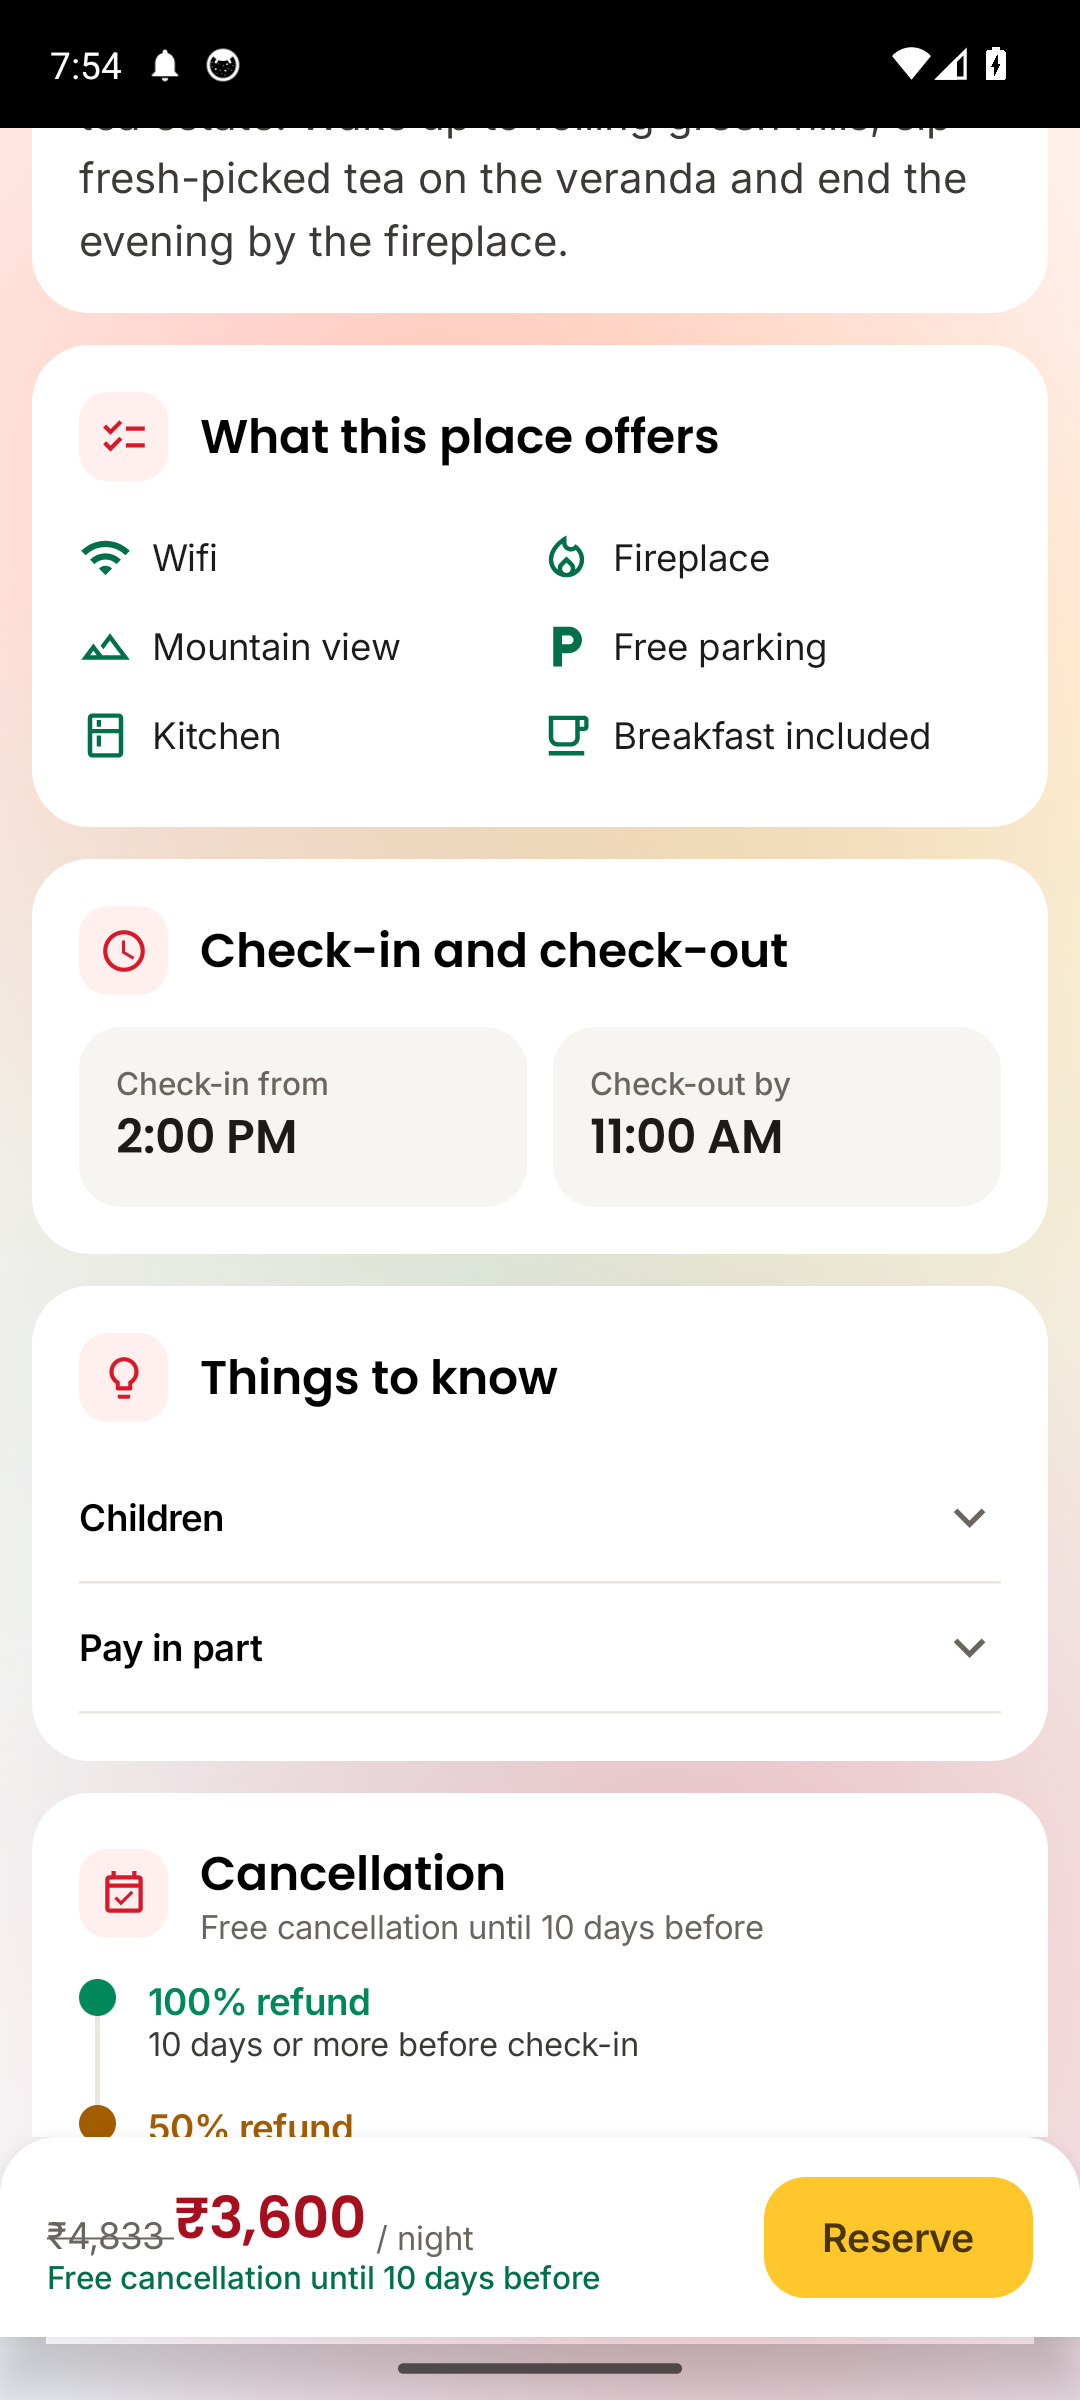 7:54
fresh-picked tea on the veranda and end the
evening by the fireplace.
What this place offers
Wifi
Fireplace
Mountain view
Free parking
Kitchen
Breakfast included
Check-in and check-out
Check-in from
2:00 PM
Check-out by
11:00 AM
Things to know
Children
Pay in part
Cancellation
Free cancellation until 10 days before
100% refund
10 days or more before check-in
50% refund
₹4,833 ₹3,600 / night
Free cancellation until 10 days before
Reserve